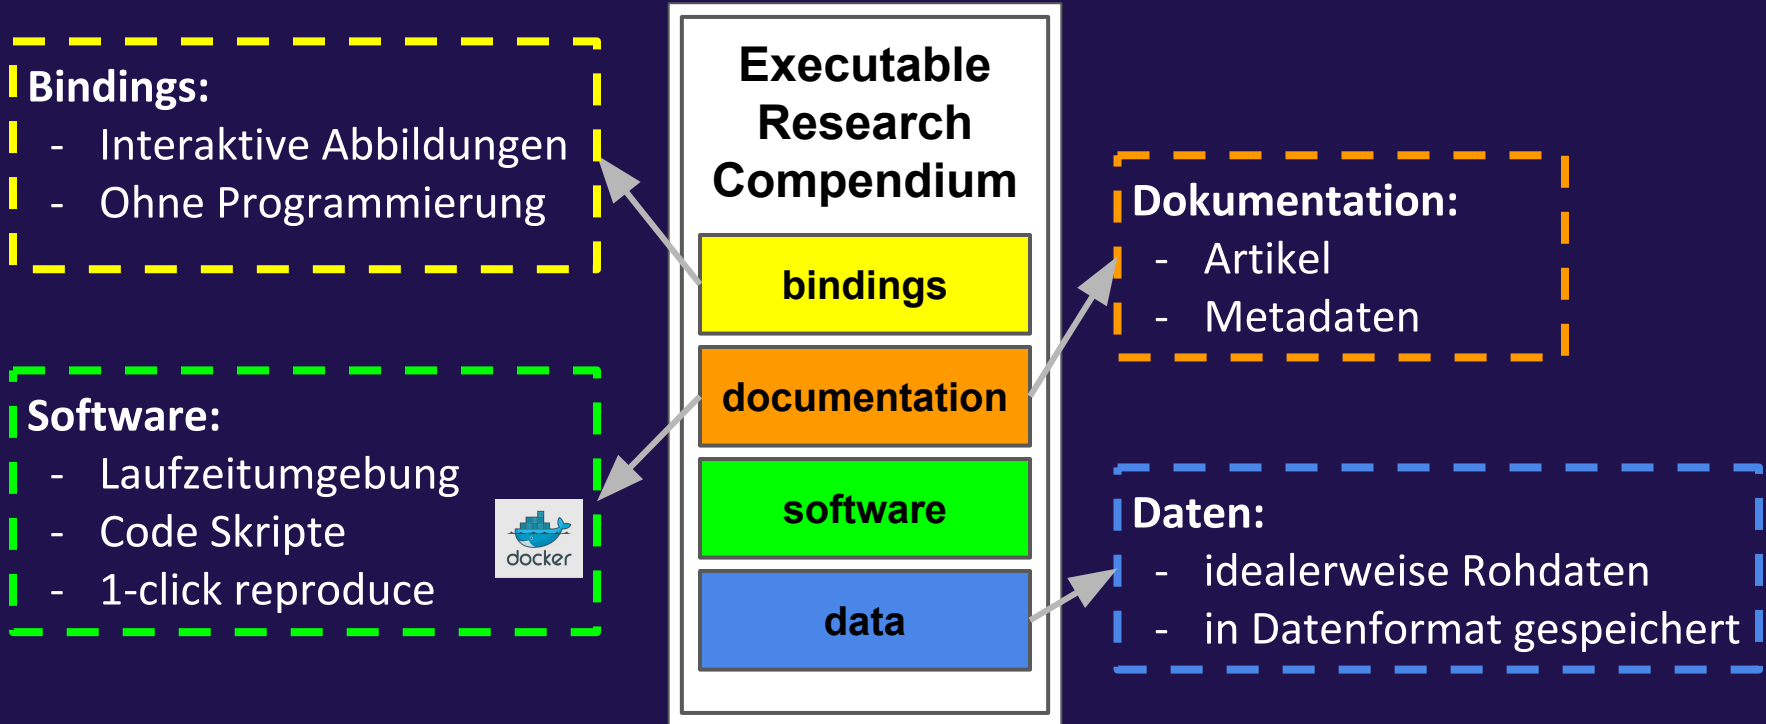 Bindings:
- Interaktive Abbildungen
- Ohne Programmierung
Software:
- Laufzeitumgebung
- Code Skripte
- 1-click reproduce
docker
Executable
Research
Compendium
bindings
documentation
software
data
Dokumentation:
- Artikel
- Metadaten
Daten:
- idealerweise Rohdaten
- in Datenformat gespeichert